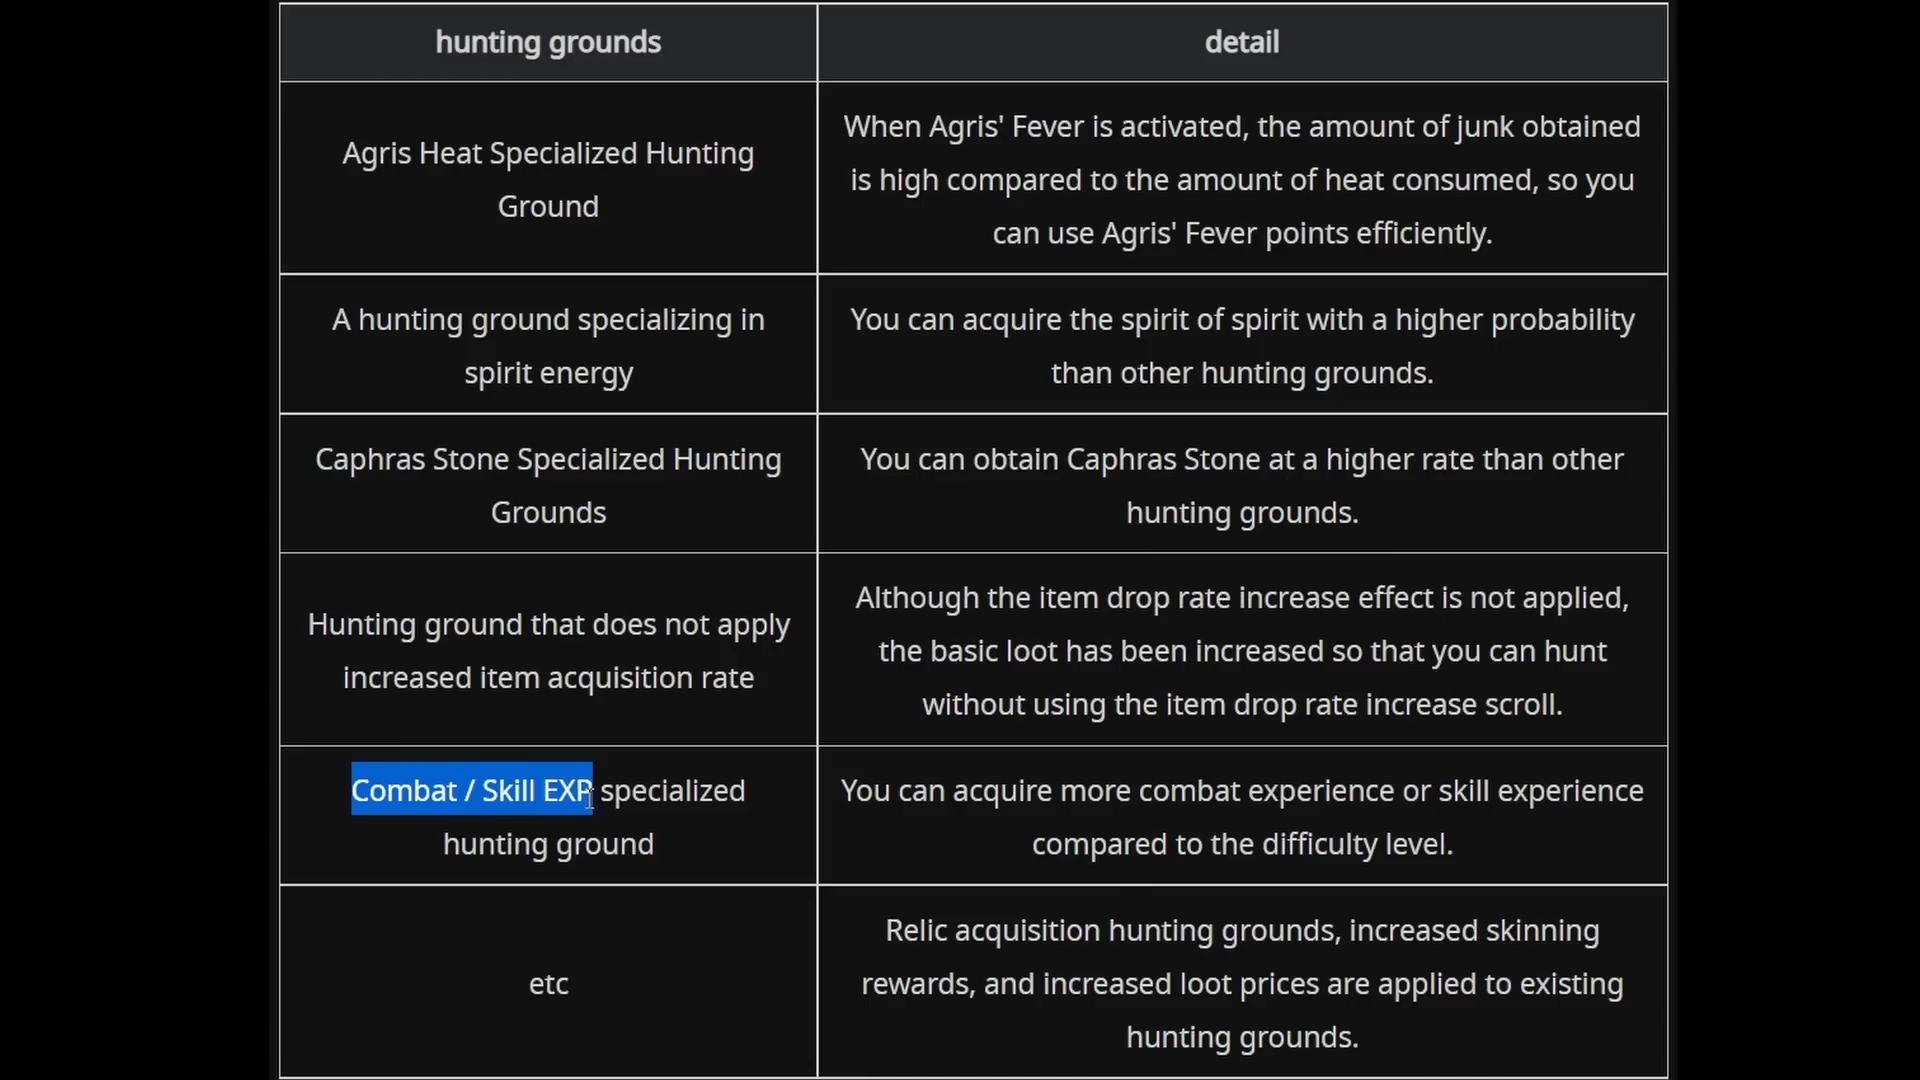 hunting grounds
detail
Agris Heat Specialized Hunting
Ground
When Agris' Fever is activated, the amount of junk obtained
is high compared to the amount of heat consumed, so you
can use Agris' Fever points efficiently.
A hunting ground specializing in
spirit energy
You can acquire the spirit of spirit with a higher probability
than other hunting grounds.
Caphras Stone Specialized Hunting
Grounds
You can obtain Caphras Stone at a higher rate than other
hunting grounds.
Hunting ground that does not apply
increased item acquisition rate
Although the item drop rate increase effect is not applied,
the basic loot has been increased so that you can hunt
without using the item drop rate increase scroll.
Combat / Skill EXP specialized
hunting ground
You can acquire more combat experience or skill experience
compared to the difficulty level.
etc
Relic acquisition hunting grounds, increased skinning
rewards, and increased loot prices are applied to existing
hunting grounds.